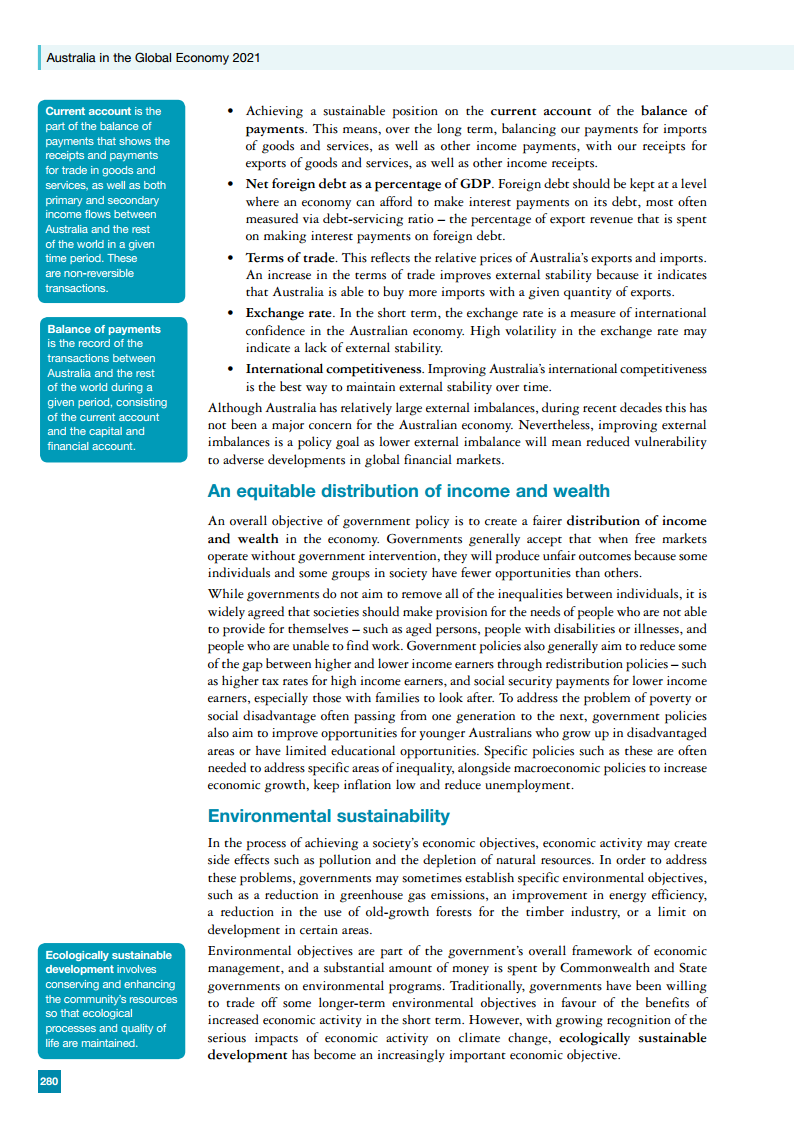 Australia in the Global Economy 2021
Current account is the
part of the balance of
payments that shows the
receipts and payments
for trade in goods and
services, as well as both
primary and secondary
income flows between
Australia and the rest
of the world in a given
time period. These
are non-reversible
transactions.
Balance of payments
is the record of the
transactions between
Australia and the rest
of the world during a
given period, consisting
of the current account
and the capital and
financial account.
• Achieving a sustainable position on the current account of the balance of
payments. This means, over the long term, balancing our payments for imports
of goods and services, as well as other income payments, with our receipts for
exports of goods and services, as well as other income receipts.
• Net foreign debt as a percentage of GDP. Foreign debt should be kept at a level
where an economy can afford to make interest payments on its debt, most often
measured via debt-servicing ratio – the percentage of export revenue that is spent
on making interest payments on foreign debt.
• Terms of trade. This reflects the relative prices of Australia's exports and imports.
An increase in the terms of trade improves external stability because it indicates
that Australia is able to buy more imports with a given quantity of exports.
• Exchange rate. In the short term, the exchange rate is a measure of international
confidence in the Australian economy. High volatility in the exchange rate may
indicate a lack of external stability.
• International competitiveness. Improving Australia's international competitiveness
is the best way to maintain external stability over time.
Although Australia has relatively large external imbalances, during recent decades this has
not been a major concern for the Australian economy. Nevertheless, improving external
imbalances is a policy goal as lower external imbalance will mean reduced vulnerability
to adverse developments in global financial markets.
An equitable distribution of income and wealth
An overall objective of government policy is to create a fairer distribution of income
and wealth in the economy. Governments generally accept that when free markets
operate without government intervention, they will produce unfair outcomes because some
individuals and some groups in society have fewer opportunities than others.
While governments do not aim to remove all of the inequalities between individuals, it is
widely agreed that societies should make provision for the needs of people who are not able
to provide for themselves – such as aged persons, people with disabilities or illnesses, and
people who are unable to find work. Government policies also generally aim to reduce some
of the gap between higher and lower income earners through redistribution policies – such
as higher tax rates for high income earners, and social security payments for lower income
earners, especially those with families to look after. To address the problem of poverty or
social disadvantage often passing from one generation to the next, government policies
also aim to improve opportunities for younger Australians who grow up in disadvantaged
areas or have limited educational opportunities. Specific policies such as these are often
needed to address specific areas of inequality, alongside macroeconomic policies to increase
economic growth, keep inflation low and reduce unemployment.
Environmental sustainability
In the process of achieving a society's economic objectives, economic activity may create
side effects such as pollution and the depletion of natural resources. In order to address
these problems, governments may sometimes establish specific environmental objectives,
such as a reduction in greenhouse gas emissions, an improvement in energy efficiency,
a reduction in the use of old-growth forests for the timber industry, or a limit on
development in certain areas.
Environmental objectives are part of the government's overall framework of economic
management, and a substantial amount of money is spent by Commonwealth and State
governments on environmental programs. Traditionally, governments have been willing
to trade off some longer-term environmental objectives in favour of the benefits of
increased economic activity in the short term. However, with growing recognition of the
serious impacts of economic activity on climate change, ecologically sustainable
development has become an increasingly important economic objective.
Ecologically sustainable
development involves
conserving and enhancing
the community's resources
so that ecological
processes and quality of
life are maintained.
280